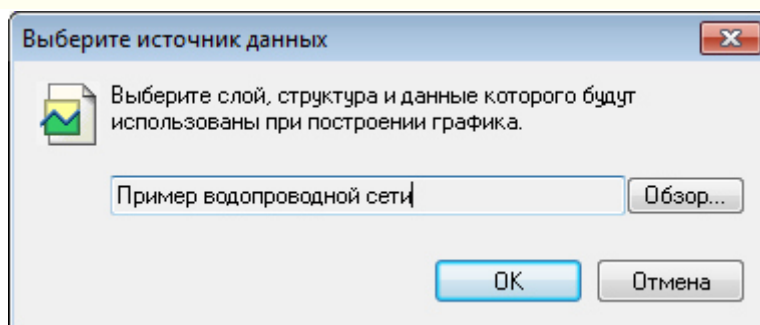 Выберите источник данных
Выберите слой, структура и данные которого будут
использованы при построении графика.
Пример водопроводной сети
Обзор...
OK
Отмена